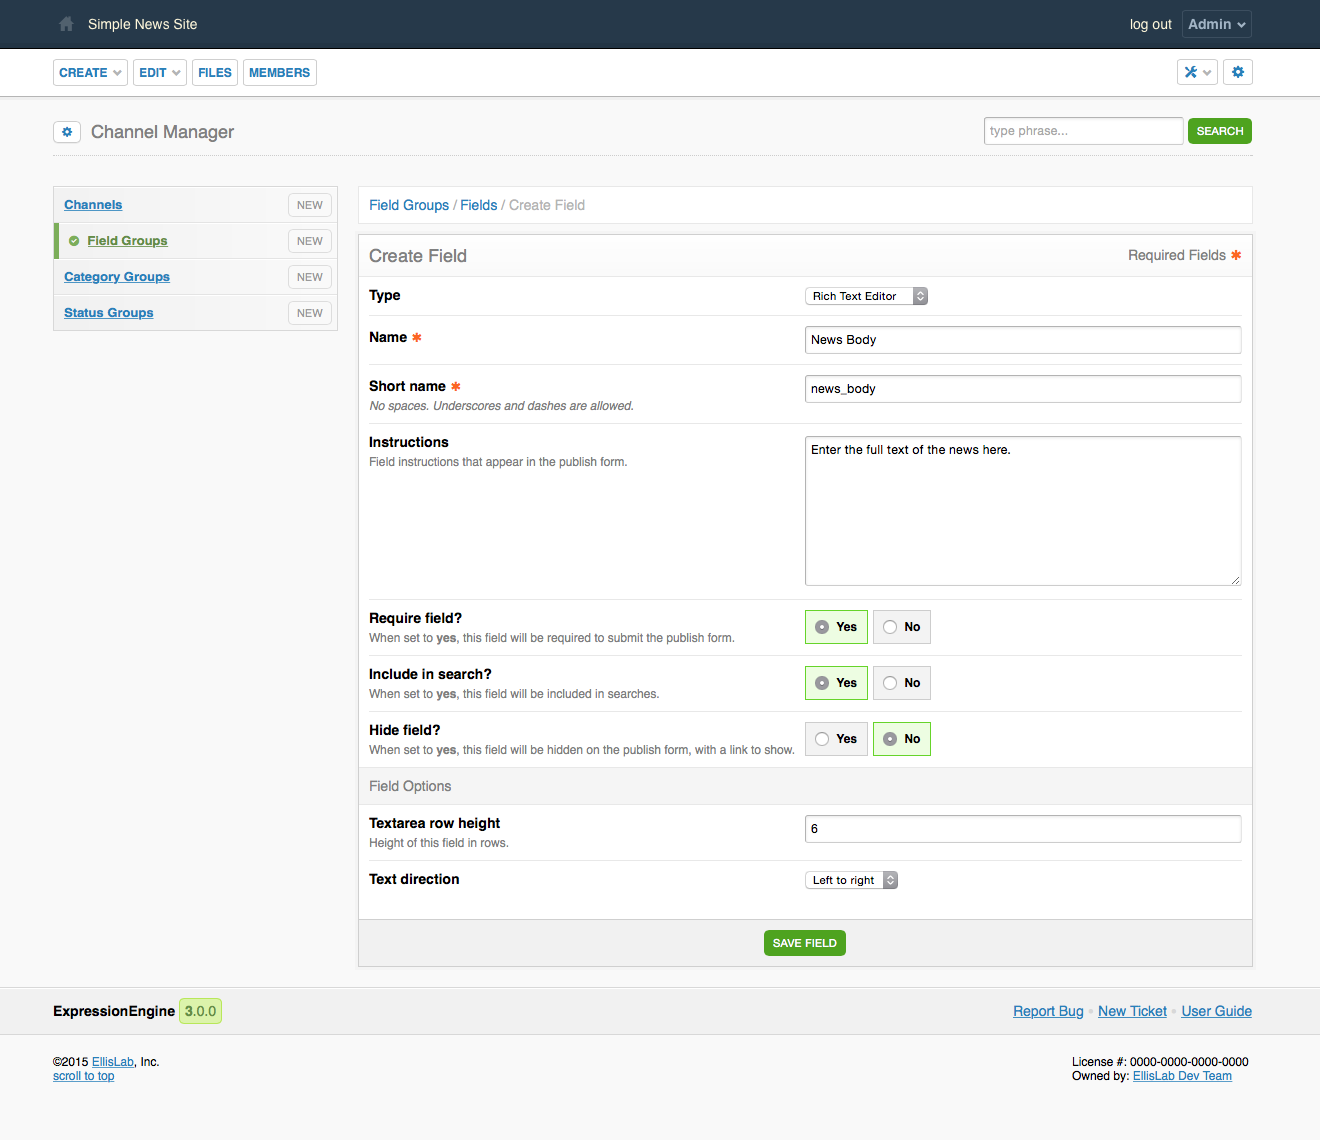 Simple News Site
log out Admin
CREATE EDIT FILES MEMBERS
Channel Manager
type phrase...
SEARCH
Channels NEW
Field Groups NEW
Category Groups NEW
Status Groups NEW
Field Groups / Fields / Create Field
Create Field
Required Fields ✱
Type
Rich Text Editor
Name ✱
News Body
Short name ✱
No spaces. Underscores and dashes are allowed.
news_body
Instructions
Field instructions that appear in the publish form.
Enter the full text of the news here.
Require field?
When set to yes, this field will be required to submit the publish form.
Yes No
Include in search?
When set to yes, this field will be included in searches.
Yes No
Hide field?
When set to yes, this field will be hidden on the publish form, with a link to show.
Yes No
Field Options
Textarea row height
Height of this field in rows.
6
Text direction
Left to right
SAVE FIELD
ExpressionEngine 3.0.0
Report Bug • New Ticket • User Guide
©2015 EllisLab, Inc.
scroll to top
License #: 0000-0000-0000-0000
Owned by: EllisLab Dev Team